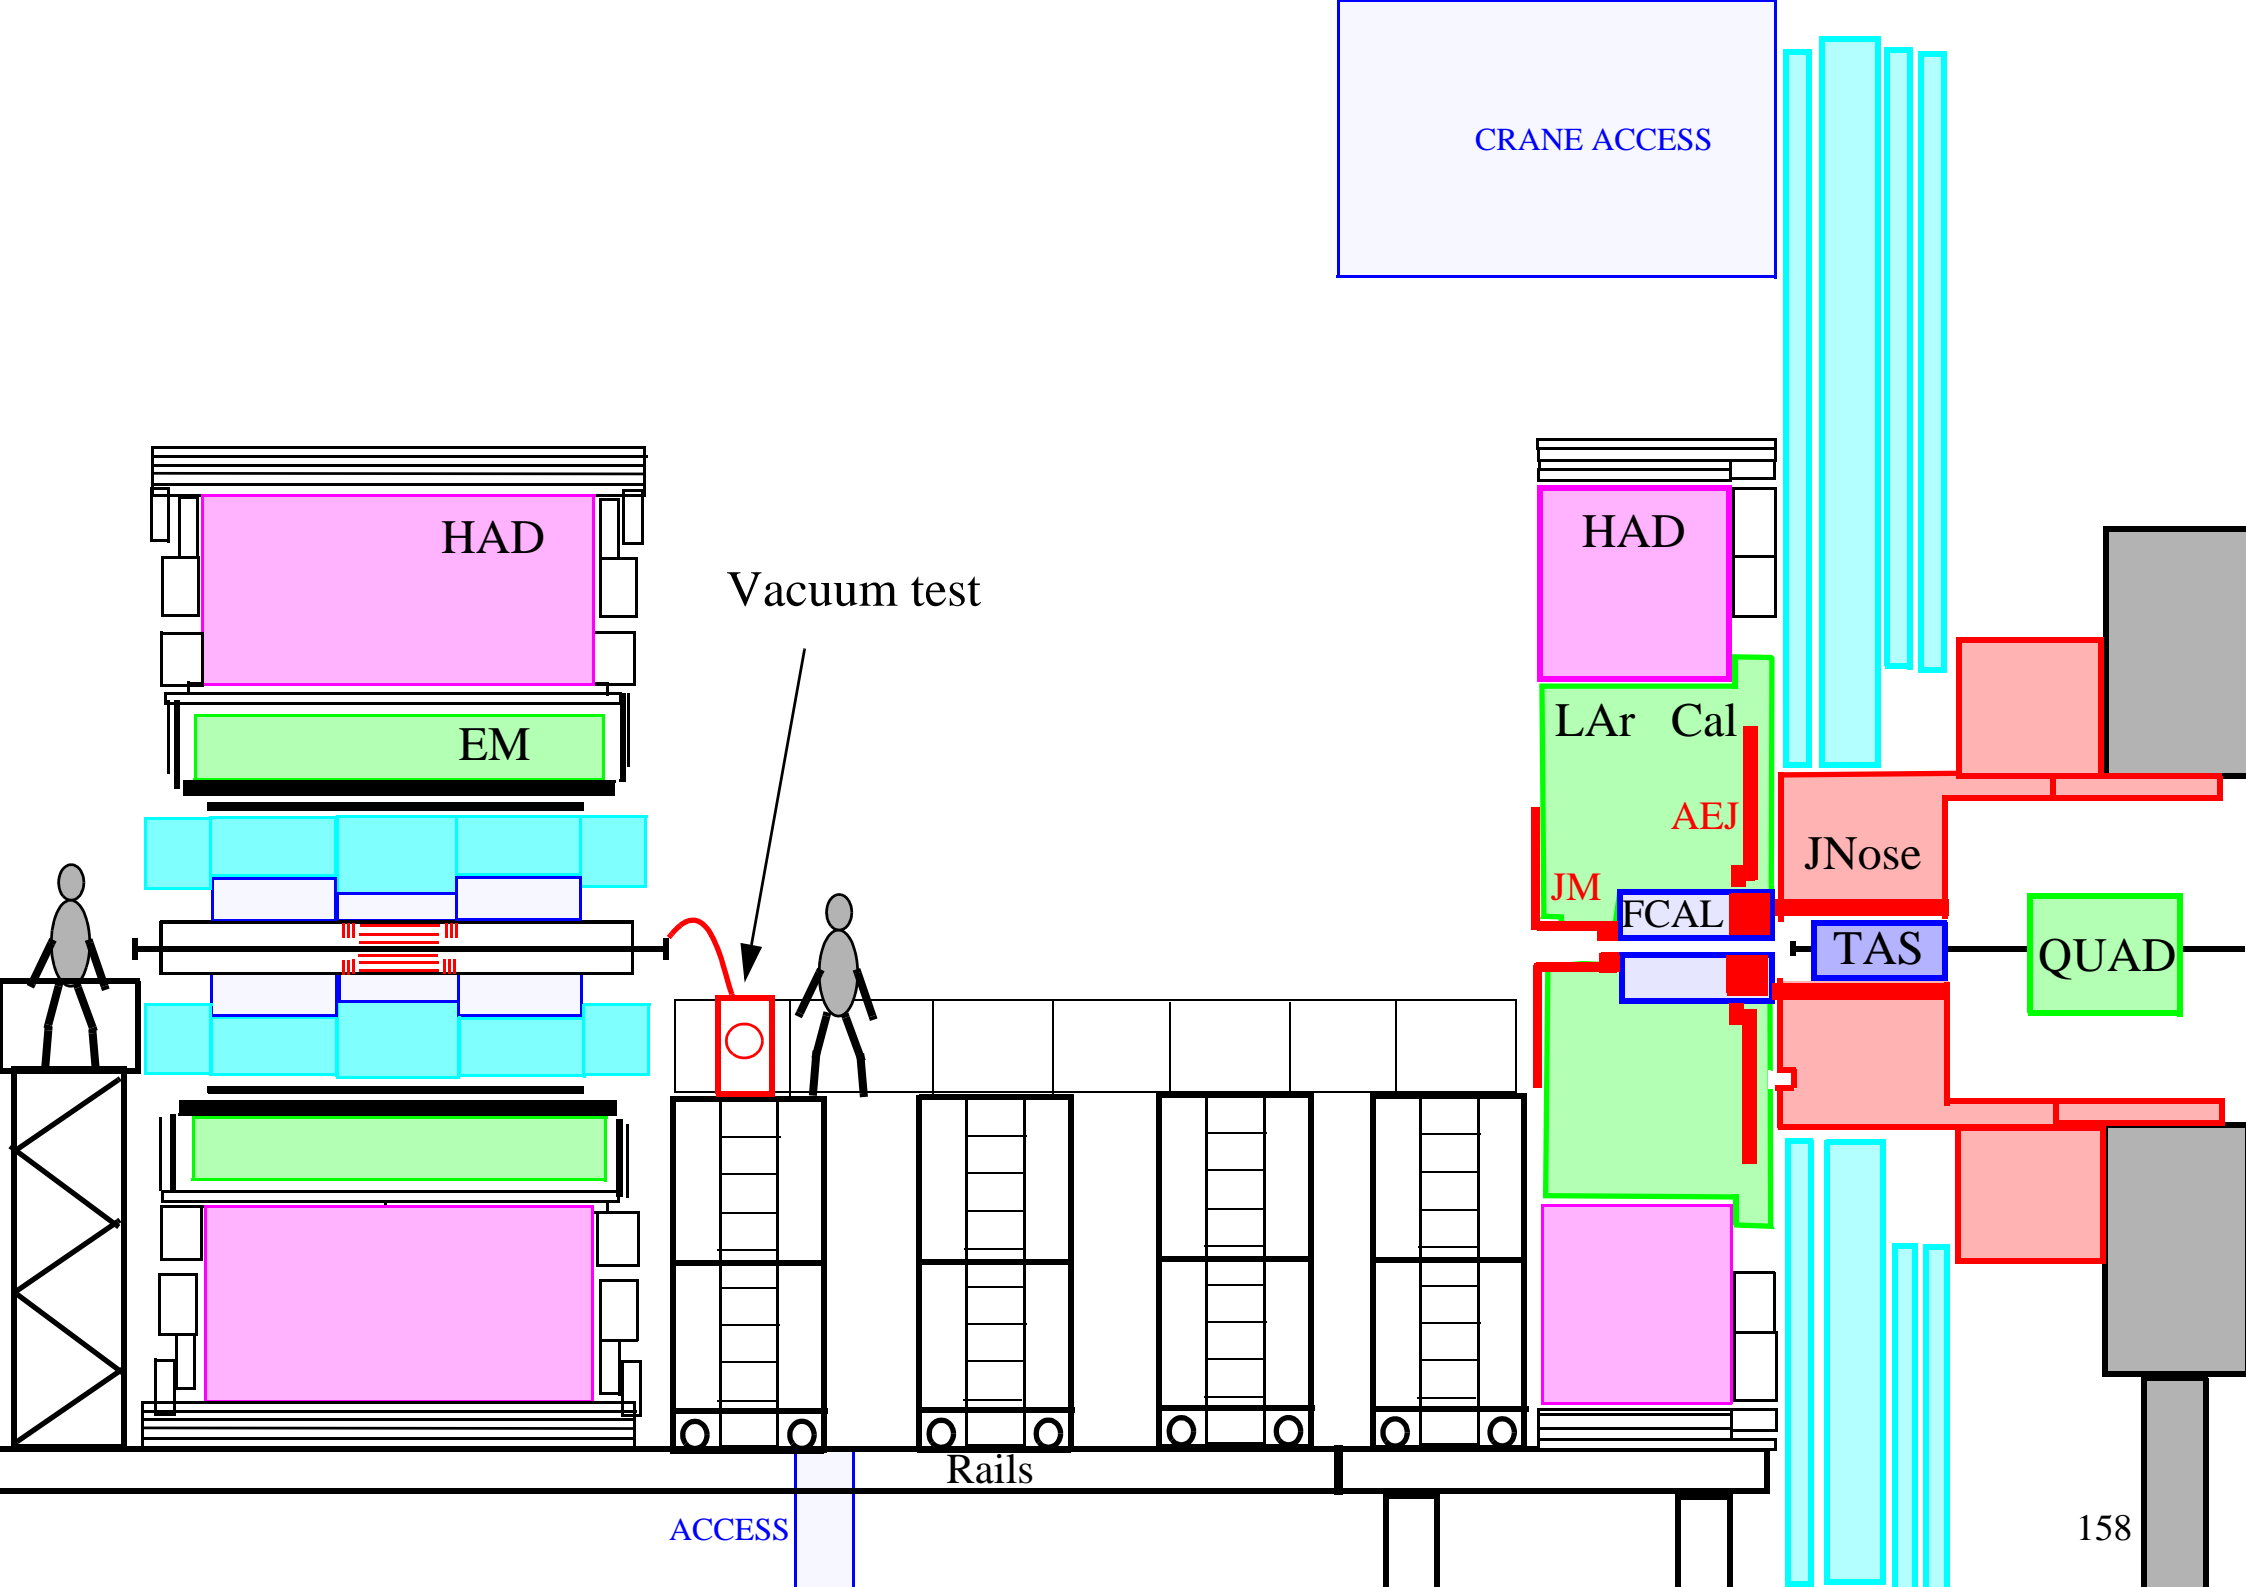 CRANE ACCESS
HAD
HAD
Vacuum test
LAr Cal
EM
AEJ
JNose
JM
FCAL
TAS
QUAD
Rails
ACCESS
158